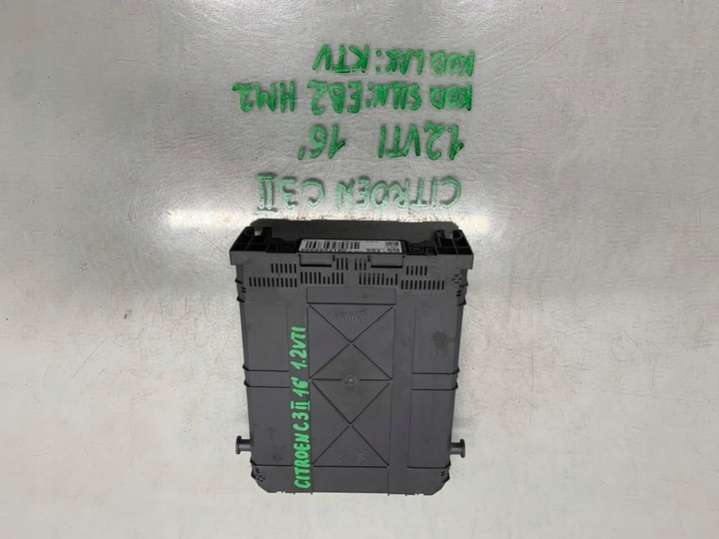 CITROEN C3 II
1.2VTI 16'
KOD SILN: EB2 HM2
KOD LAK: KTV
CITROEN C3 II 16' 1.2VTI